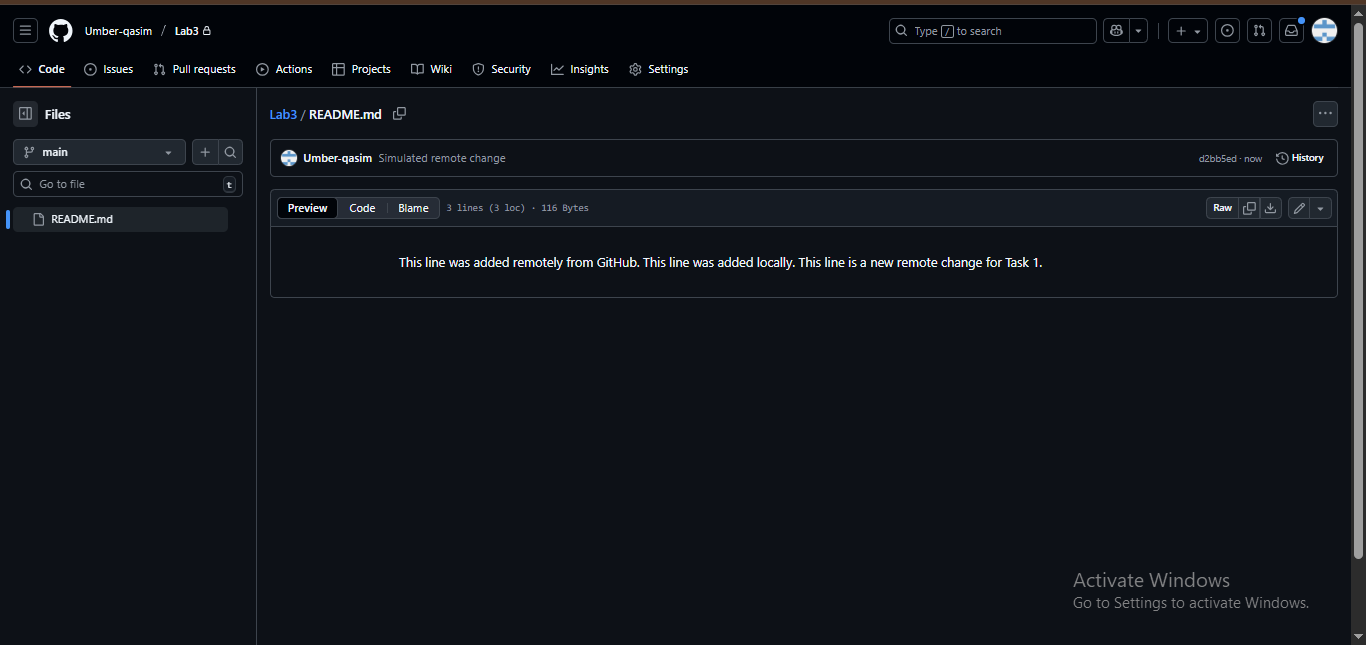 Umber-qasim / Lab3
Type / to search
Code Issues Pull requests Actions Projects Wiki Security Insights Settings
Files
main
Go to file t
README.md
Lab3 / README.md
Umber-qasim Simulated remote change d2bb5ed · now History
Preview Code Blame 3 lines (3 loc) · 116 Bytes Raw
This line was added remotely from GitHub. This line was added locally. This line is a new remote change for Task 1.
Activate Windows
Go to Settings to activate Windows.